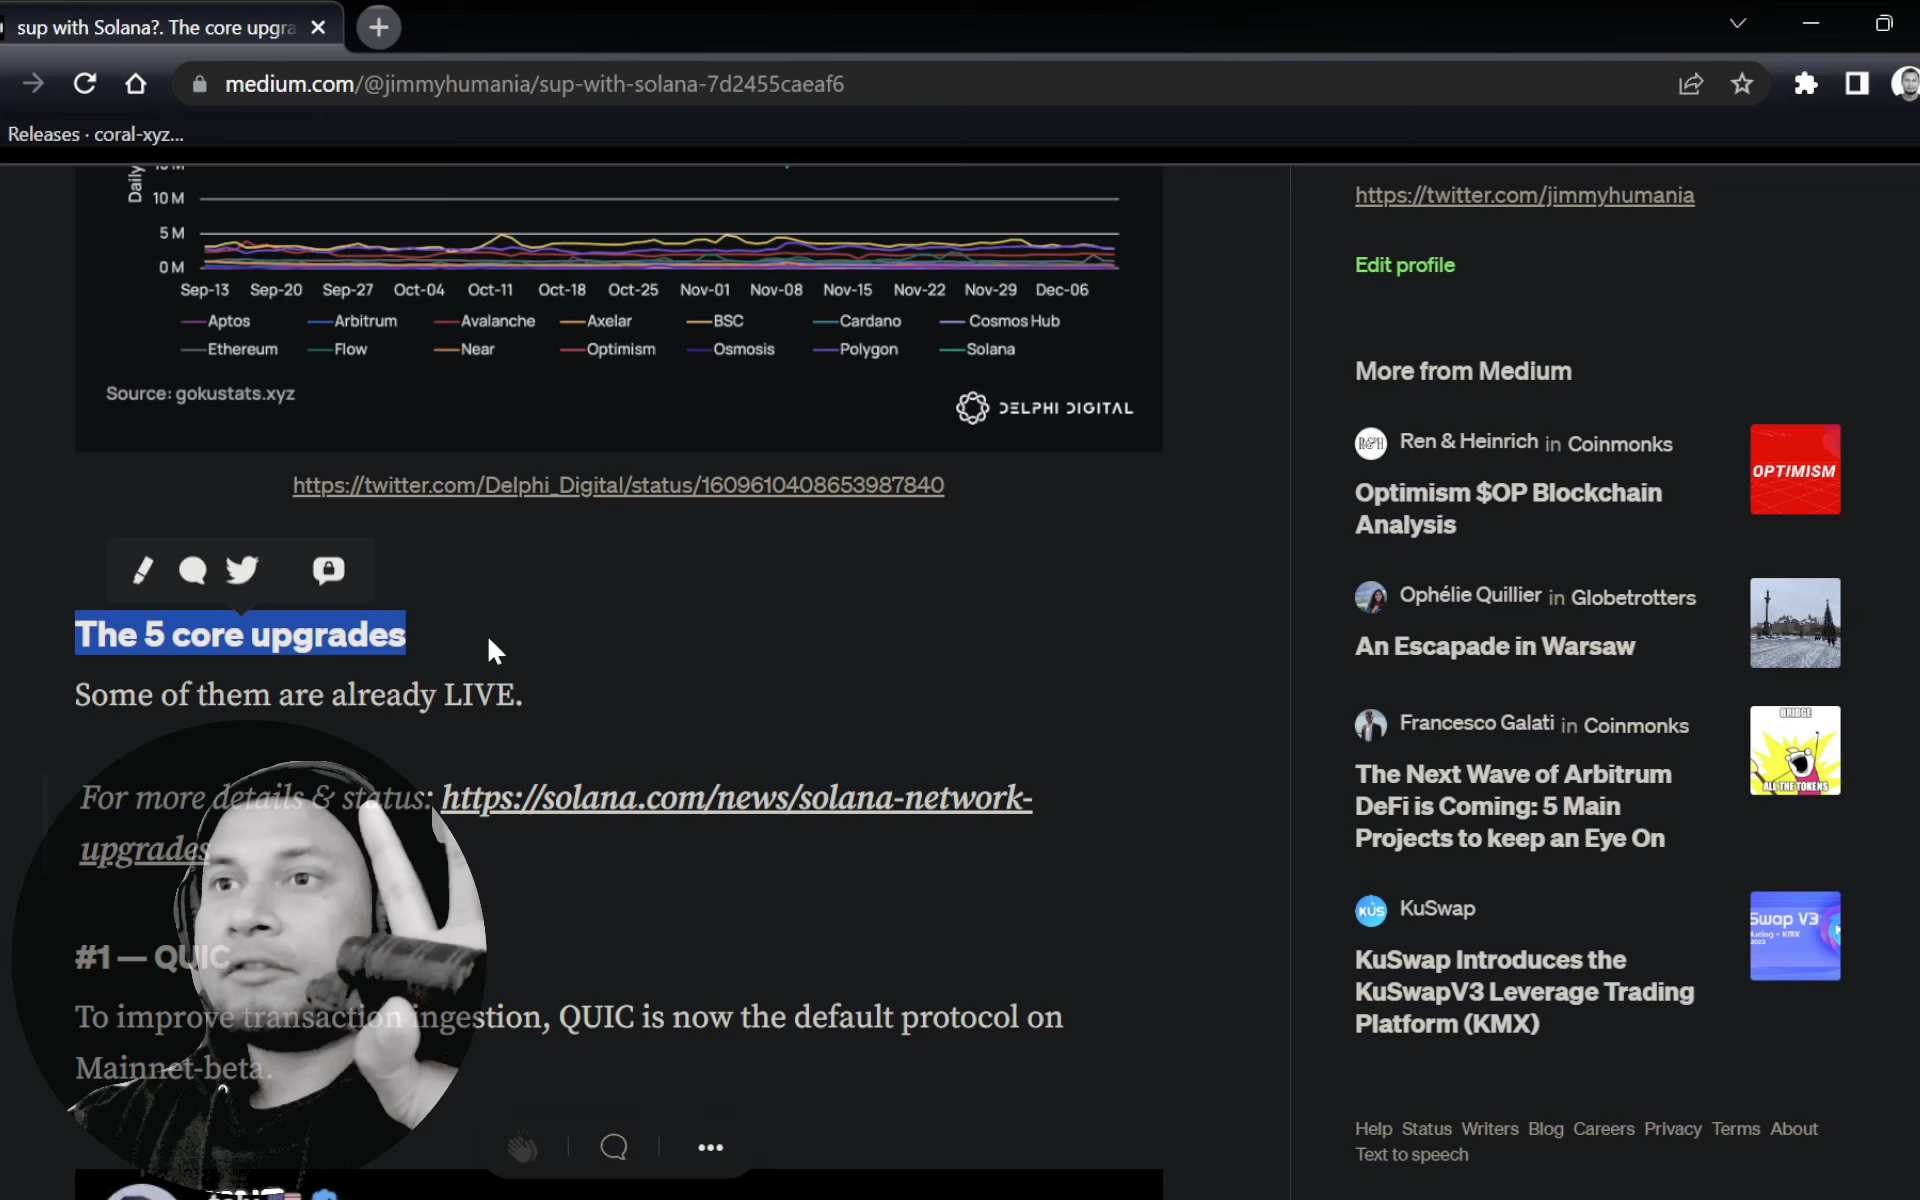 sup with Solana?. The core upgra
medium.com/@jimmyhumania/sup-with-solana-7d2455caeaf6
Releases · coral-xyz...
Daily
10 M
5 M
0 M
Sep-13 Sep-20 Sep-27 Oct-04 Oct-11 Oct-18 Oct-25 Nov-01 Nov-08 Nov-15 Nov-22 Nov-29 Dec-06
Aptos Arbitrum Avalanche Axelar BSC Cardano Cosmos Hub
Ethereum Flow Near Optimism Osmosis Polygon Solana
Source: gokustats.xyz
DELPHI DIGITAL
https://twitter.com/Delphi_Digital/status/1609610408653987840
The 5 core upgrades
Some of them are already LIVE.
For more details & status: https://solana.com/news/solana-network-
upgrades
#1 — QUIC
To improve transaction ingestion, QUIC is now the default protocol on
Mainnet-beta.
https://twitter.com/jimmyhumania
Edit profile
More from Medium
R&H
Ren & Heinrich in Coinmonks
Optimism $OP Blockchain
Analysis
OPTIMISM
Ophélie Quillier in Globetrotters
An Escapade in Warsaw
Francesco Galati in Coinmonks
The Next Wave of Arbitrum
DeFi is Coming: 5 Main
Projects to keep an Eye On
BRIDGE
ALL THE TOKENS
KUS
KuSwap
KuSwap Introduces the
KuSwapV3 Leverage Trading
Platform (KMX)
Swap V3
Help Status Writers Blog Careers Privacy Terms About
Text to speech